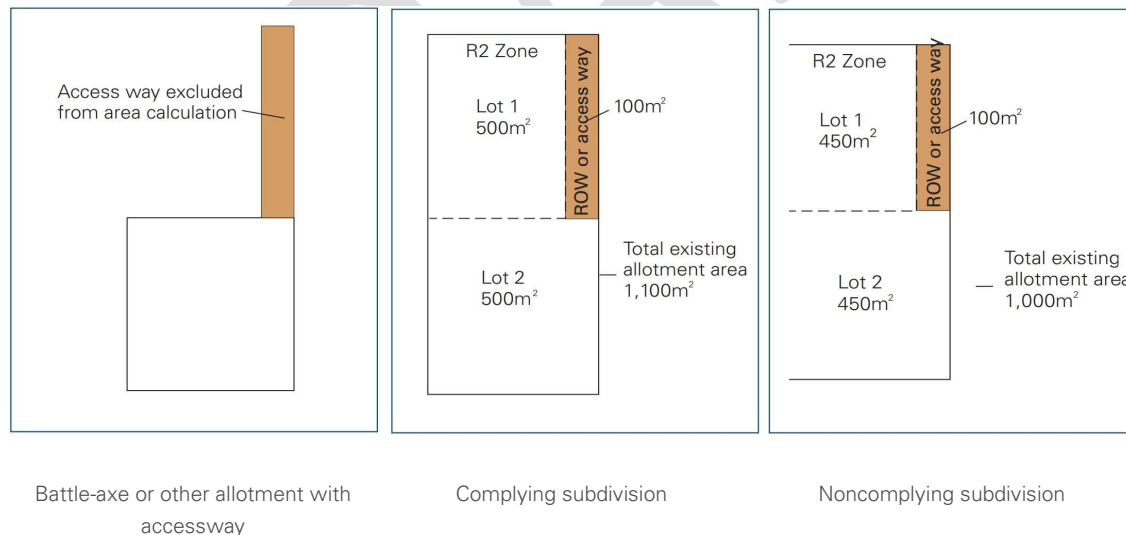 Access way excluded
from area calculation
R2 Zone
Lot 1
500m²
ROW or access way
100m²
Lot 2
500m²
Total existing
allotment area
1,100m²
R2 Zone
Lot 1
450m²
ROW or access way
100m²
Lot 2
450m²
Total existing
allotment area
1,000m²
Battle-axe or other allotment with
accessway
Complying subdivision
Noncomplying subdivision